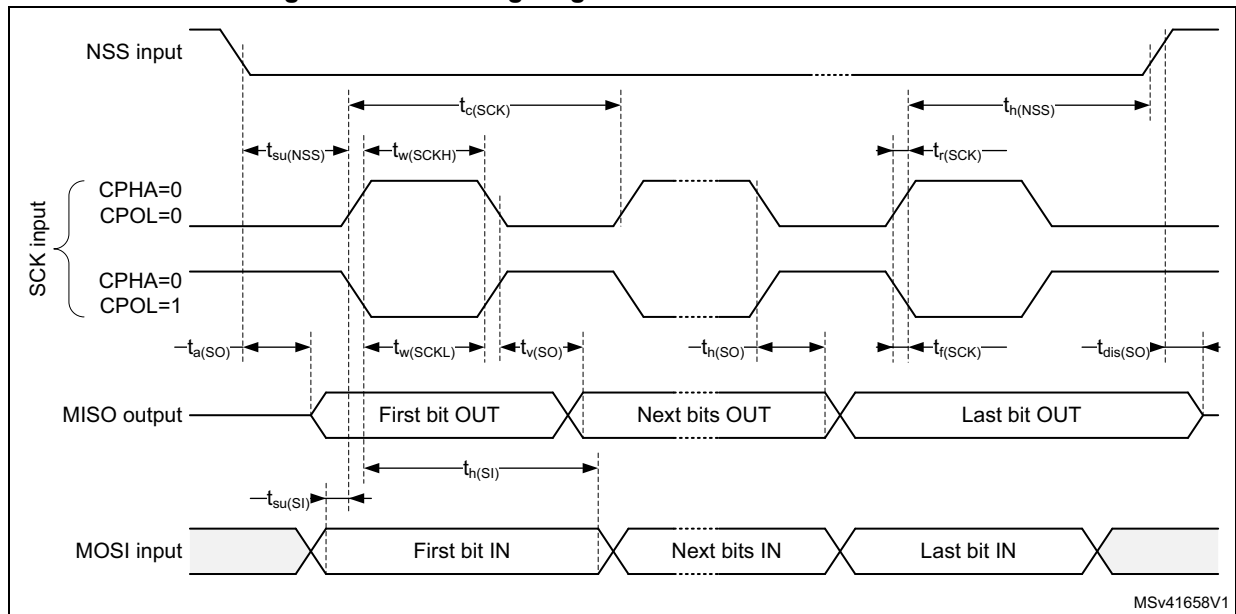 NSS input
tc(SCK)
th(NSS)
tsu(NSS)
tw(SCKH)
tr(SCK)
SCK input
CPHA=0
CPOL=0
CPHA=0
CPOL=1
ta(SO)
tw(SCKL)
tv(SO)
th(SO)
tf(SCK)
tdis(SO)
MISO output
First bit OUT
Next bits OUT
Last bit OUT
th(SI)
tsu(SI)
MOSI input
First bit IN
Next bits IN
Last bit IN
MSv41658V1